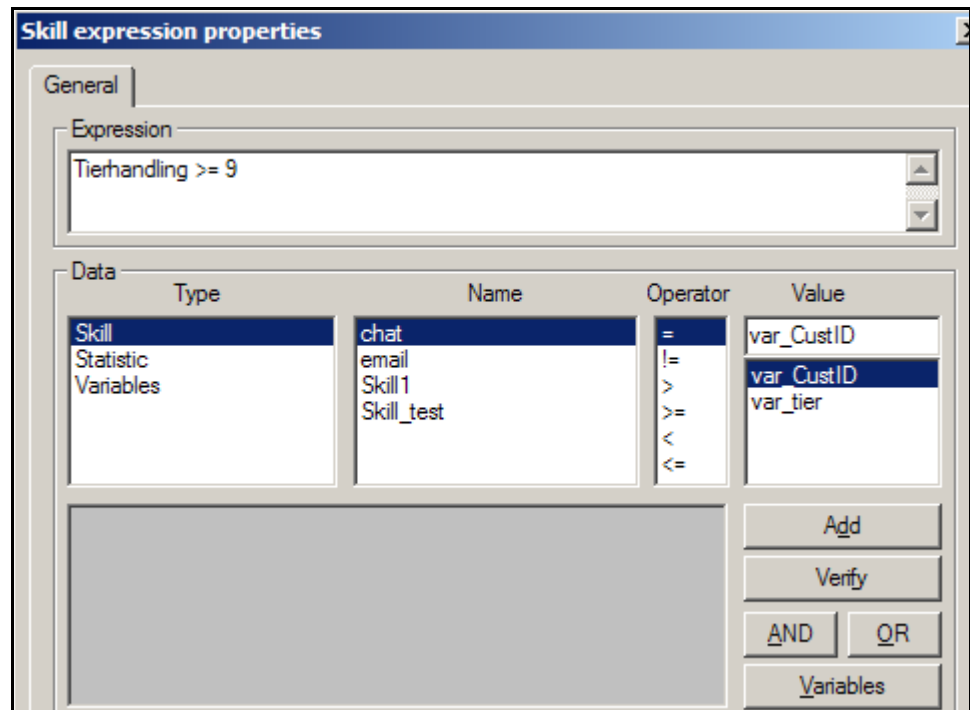 Skill expression properties
General
Expression
Tierhandling >= 9
Data
Type Name Operator Value
Skill
Statistic
Variables
chat
email
Skill1
Skill_test
=
!=
>
>=
<
<=
var_CustID
var_CustID
var_tier
Add
Verify
AND OR
Variables